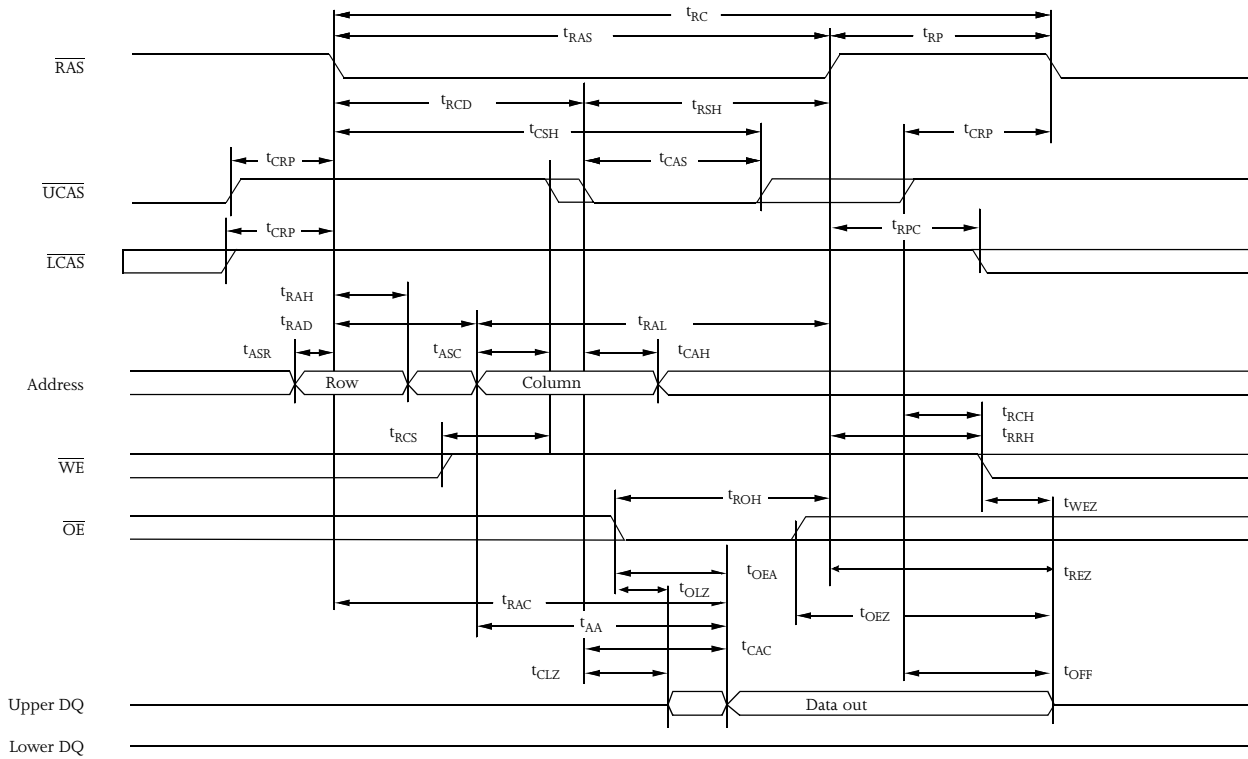 tRC
tRAS tRP
RAS
tRCD tRSH
tCSH tCRP
tCRP tCAS
UCAS
tCRP tRPC
LCAS
tRAH
tRAD tRAL
tASR tASC tCAH
Address Row Column
tRCH
tRCS tRRH
WE
tROH tWEZ
OE
tOEA tREZ
tOLZ
tRAC
tOEZ
tAA
tCAC
tCLZ tOFF
Upper DQ Data out
Lower DQ